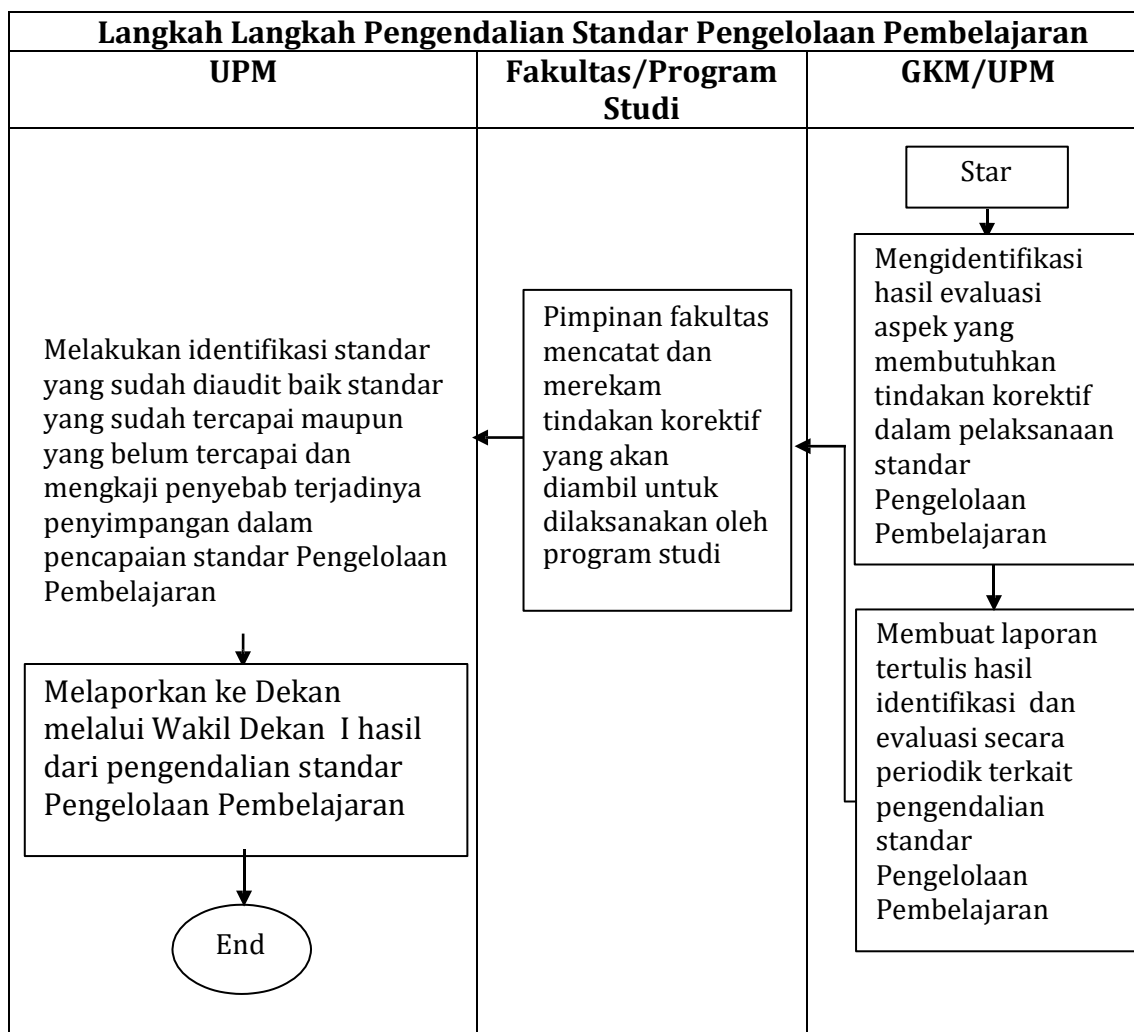 Langkah Langkah Pengendalian Standar Pengelolaan Pembelajaran
UPM
Fakultas/Program
Studi
GKM/UPM
Star
Mengidentifikasi
hasil evaluasi
aspek yang
membutuhkan
tindakan korektif
dalam pelaksanaan
standar
Pengelolaan
Pembelajaran
Membuat laporan
tertulis hasil
identifikasi dan
evaluasi secara
periodik terkait
pengendalian
standar
Pengelolaan
Pembelajaran
Pimpinan fakultas
mencatat dan
merekam
tindakan korektif
yang akan
diambil untuk
dilaksanakan oleh
program studi
Melakukan identifikasi standar
yang sudah diaudit baik standar
yang sudah tercapai maupun
yang belum tercapai dan
mengkaji penyebab terjadinya
penyimpangan dalam
pencapaian standar Pengelolaan
Pembelajaran
Melaporkan ke Dekan
melalui Wakil Dekan I hasil
dari pengendalian standar
Pengelolaan Pembelajaran
End